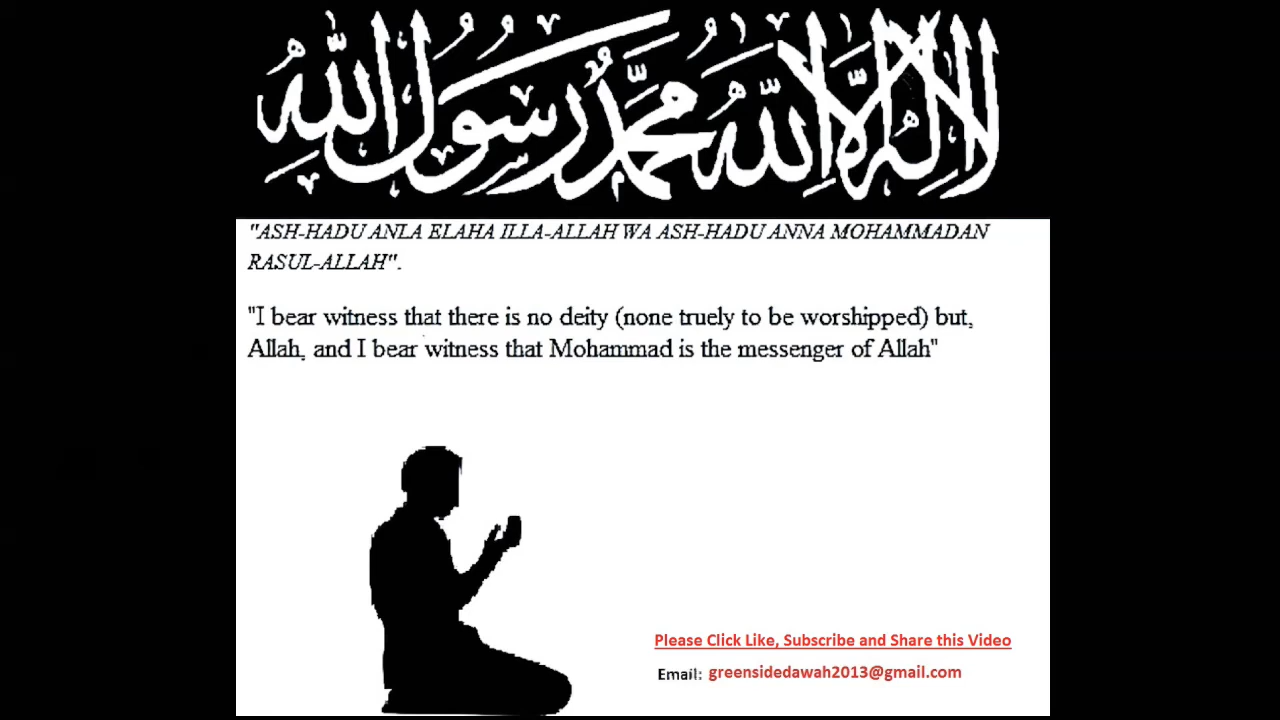 لا إله إلا الله محمد رسول الله
"ASH-HADU ANLA ELAHA ILLA-ALLAH WA ASH-HADU ANNA MOHAMMADAN
RASUL-ALLAH".
"I bear witness that there is no deity (none truely to be worshipped) but,
Allah, and I bear witness that Mohammad is the messenger of Allah"
Please Click Like, Subscribe and Share this Video
Email: greensidedawah2013@gmail.com